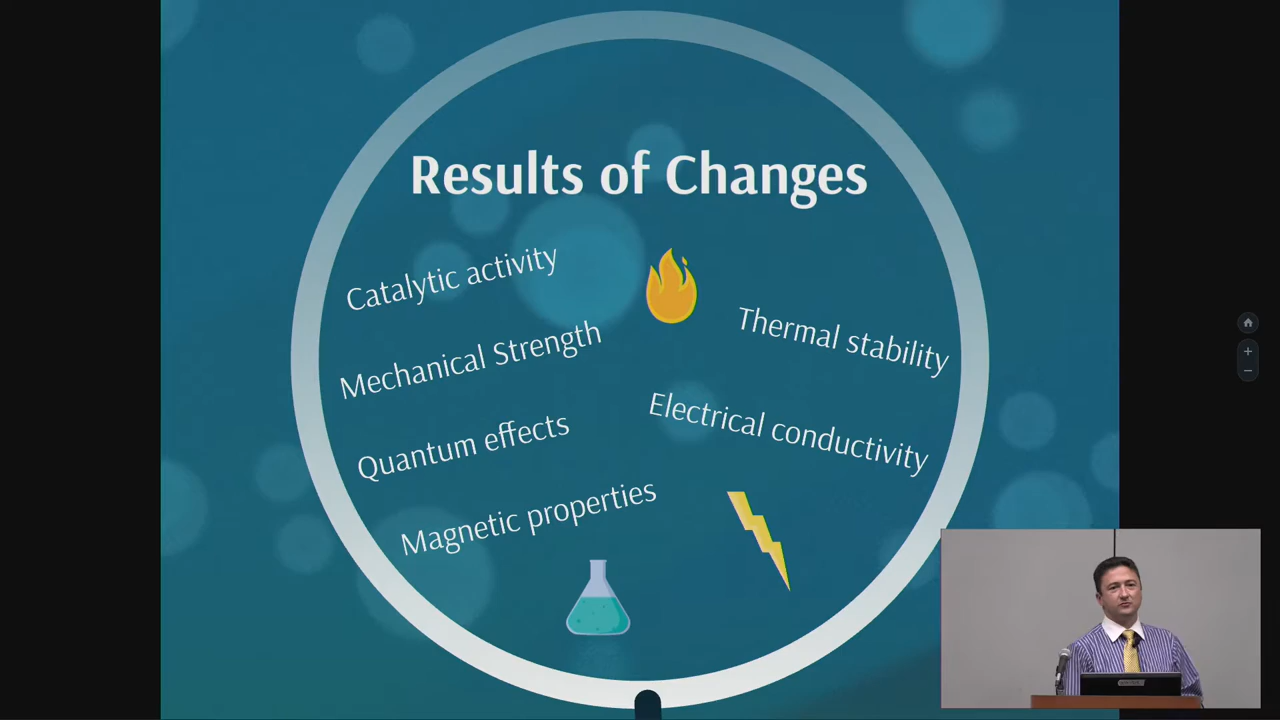 Results of Changes
Catalytic activity
Mechanical Strength
Quantum effects
Magnetic properties
Thermal stability
Electrical conductivity